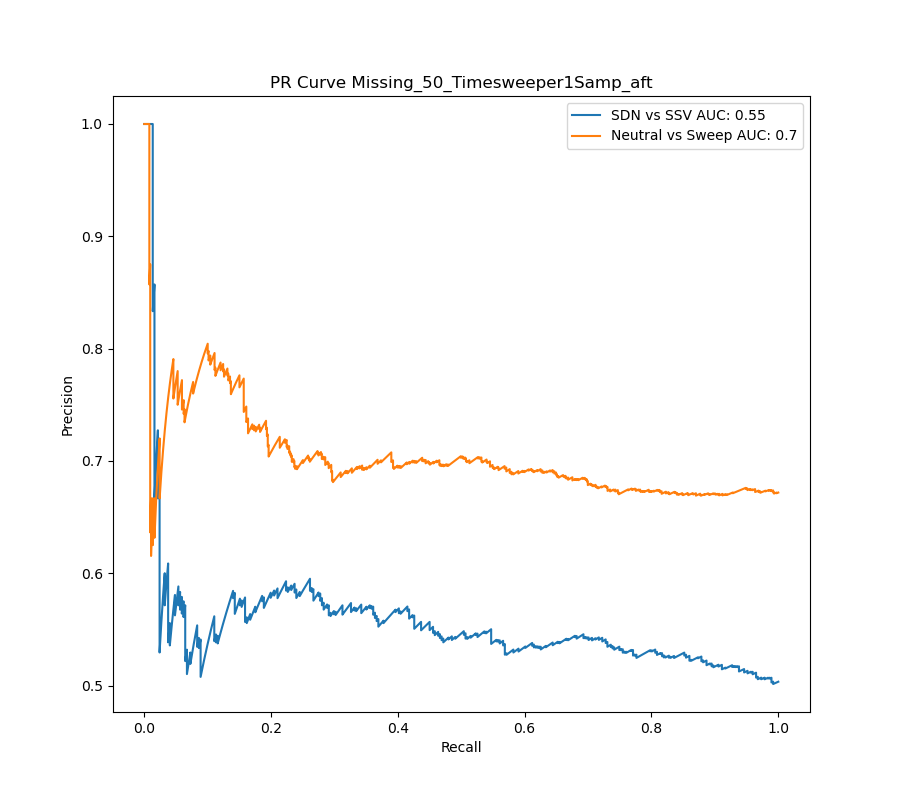 PR Curve Missing_50_Timesweeper1Samp_aft
SDN vs SSV AUC: 0.55
Neutral vs Sweep AUC: 0.7
1.0
0.9
0.8
0.7
0.6
0.5
Precision
0.0 0.2 0.4 0.6 0.8 1.0
Recall